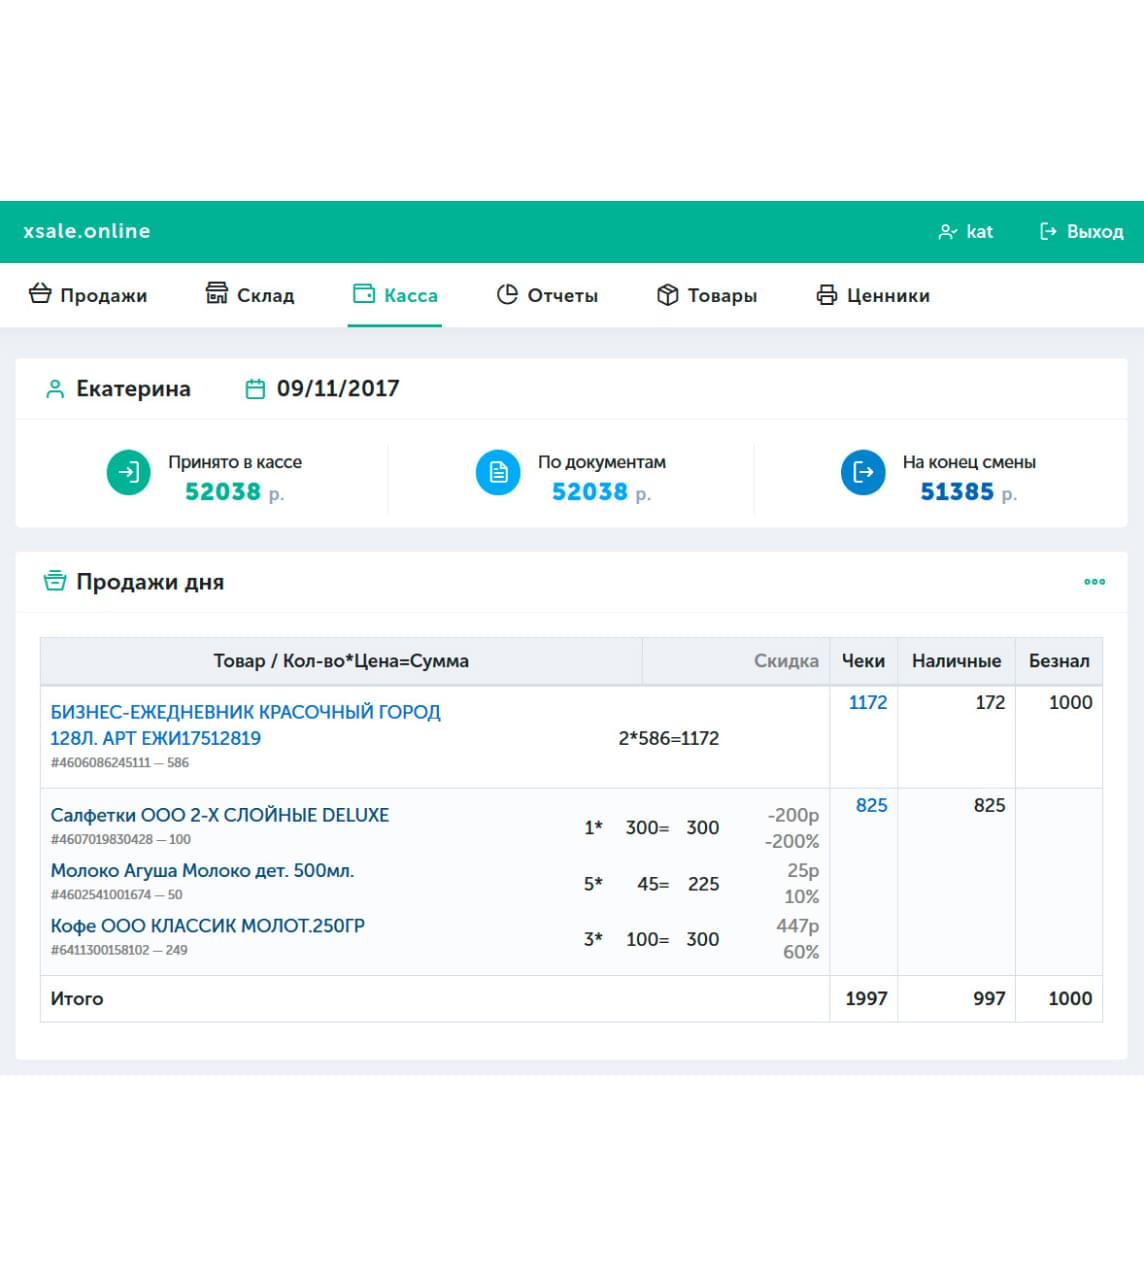 xsale.online kat Выход
Продажи Склад Касса Отчеты Товары Ценники
Екатерина 09/11/2017
Принято в кассе По документам На конец смены
52038 р. 52038 р. 51385 р.
Продажи дня
Товар / Кол-во*Цена=Сумма Скидка Чеки Наличные Безнал
БИЗНЕС-ЕЖЕДНЕВНИК КРАСОЧНЫЙ ГОРОД 1172 172 1000
128Л. АРТ ЕЖИ17512819 2*586=1172
#4606086245111 — 586
Салфетки ООО 2-Х СЛОЙНЫЕ DELUXE 1* 300= 300 -200р 825 825
#4607019830428 — 100 -200%
Молоко Агуша Молоко дет. 500мл. 5* 45= 225 25р
#4602541001674 — 50 10%
Кофе ООО КЛАССИК МОЛОТ.250ГР 3* 100= 300 447р
#6411300158102 — 249 60%
Итого 1997 997 1000